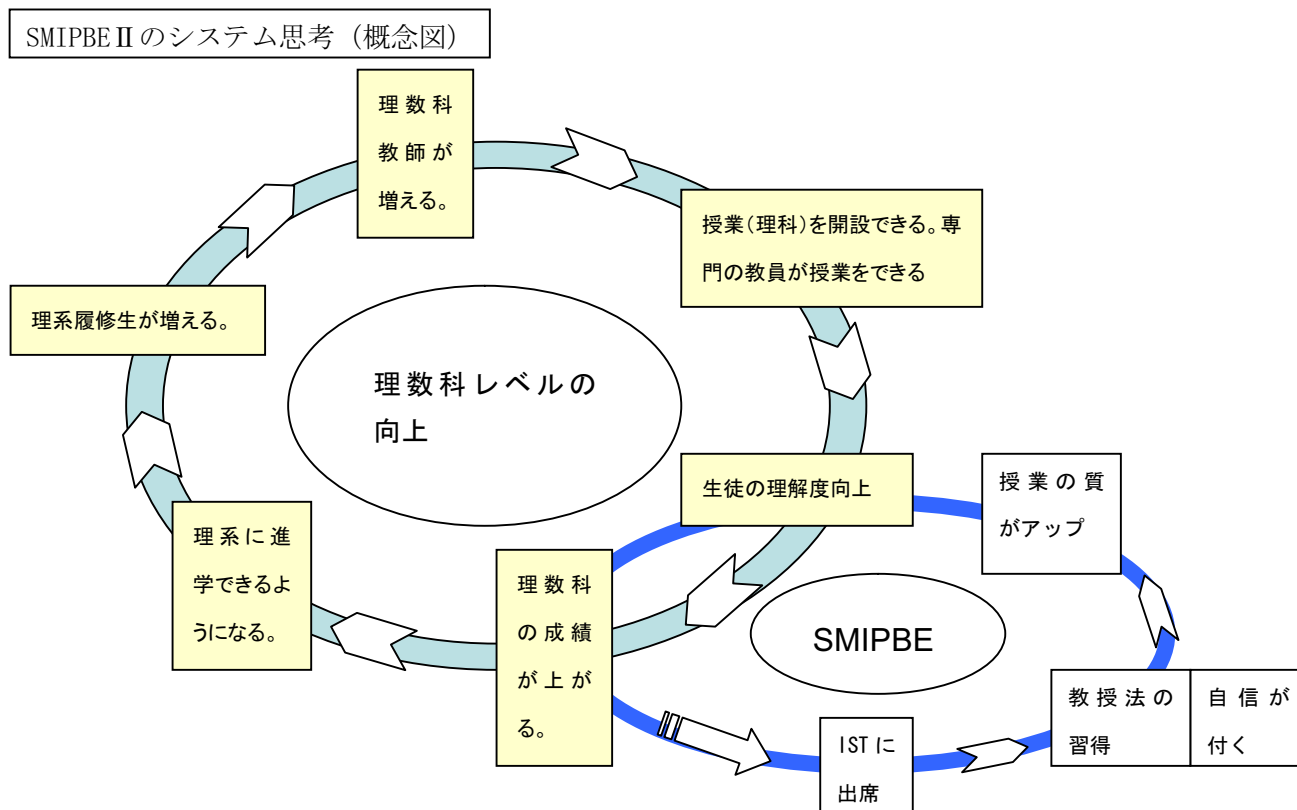 SMIPBEⅡのシステム思考（概念図）
理数科
教師が
増える。
授業（理科）を開設できる。専
門の教員が授業をできる
理系履修生が増える。
理数科レベルの
向上
生徒の理解度向上
授業の質
がアップ
理系に進
学できるよ
うになる。
理数科
の成績
が上が
る。
SMIPBE
教授法の
習得
自信が
付く
ISTに
出席